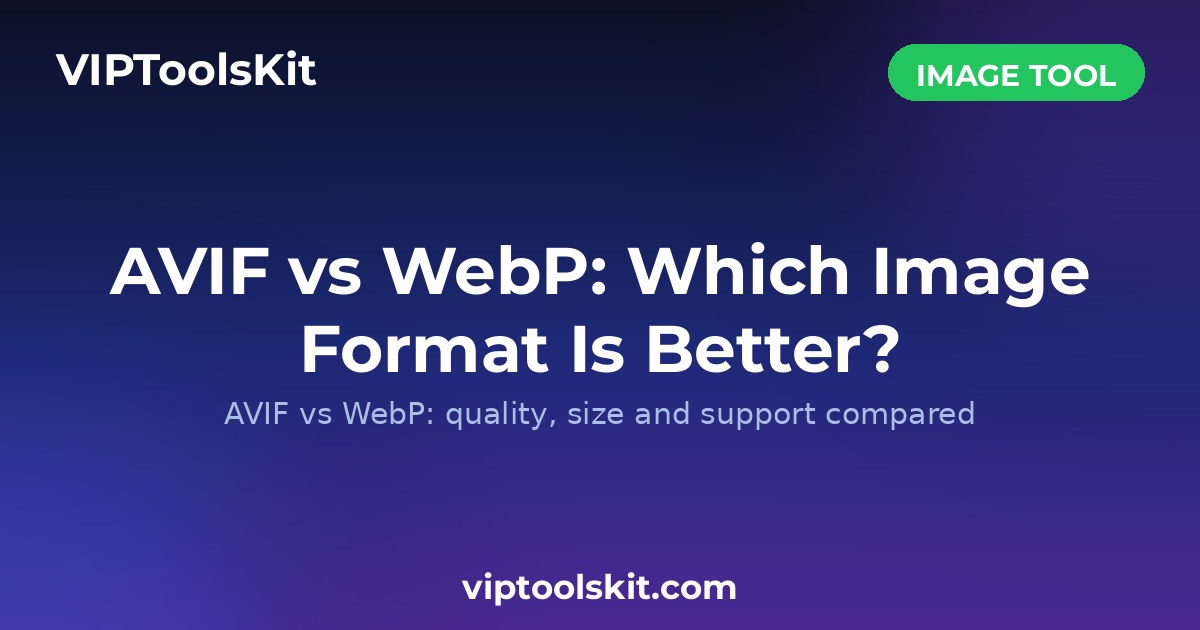 VIPToolsKit
IMAGE TOOL
AVIF vs WebP: Which Image
Format Is Better?
AVIF vs WebP: quality, size and support compared
viptoolskit.com